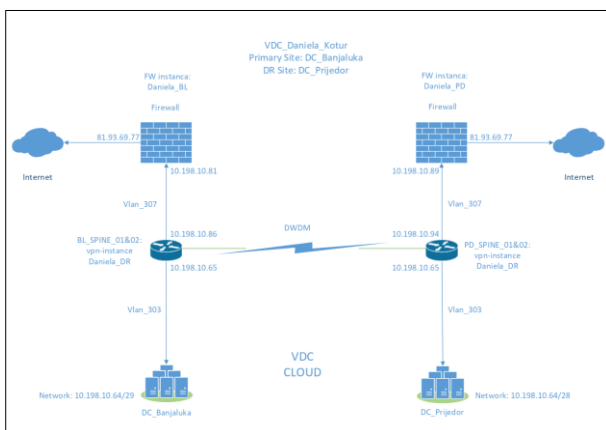 VDC_Daniela_Kotur
Primary Site: DC_Banjaluka
DR Site: DC_Prijedor
FW instanca:
Daniela_BL
Firewall
FW instanca:
Daniela_PD
Firewall
81.93.69.77
81.93.69.77
Internet
Internet
10.198.10.81
10.198.10.89
Vlan_307
Vlan_307
BL_SPINE_01&02:
vpn-instance
Daniela_DR
10.198.10.86
DWDM
10.198.10.94
PD_SPINE_01&02:
vpn-instance
Daniela_DR
10.198.10.65
10.198.10.65
Vlan_303
Vlan_303
VDC
CLOUD
Network: 10.198.10.64/29
DC_Banjaluka
DC_Prijedor
Network: 10.198.10.64/28